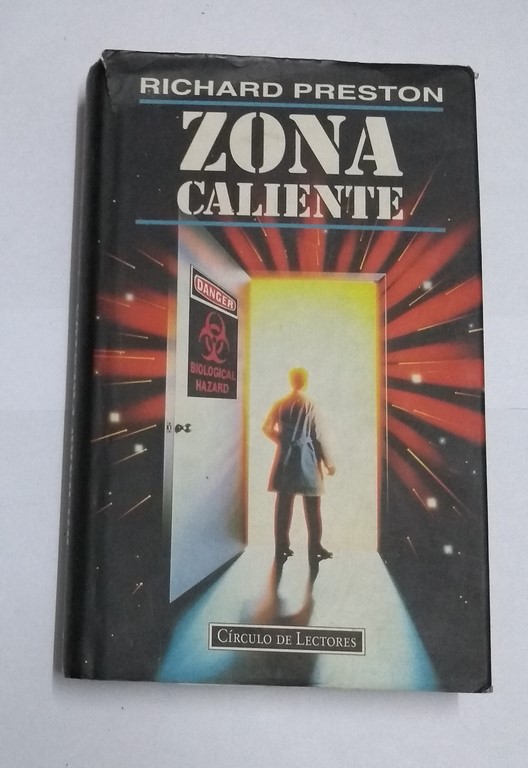 RICHARD PRESTON
ZONA
CALIENTE
DANGER
BIOLOGICAL
HAZARD
CÍRCULO DE LECTORES